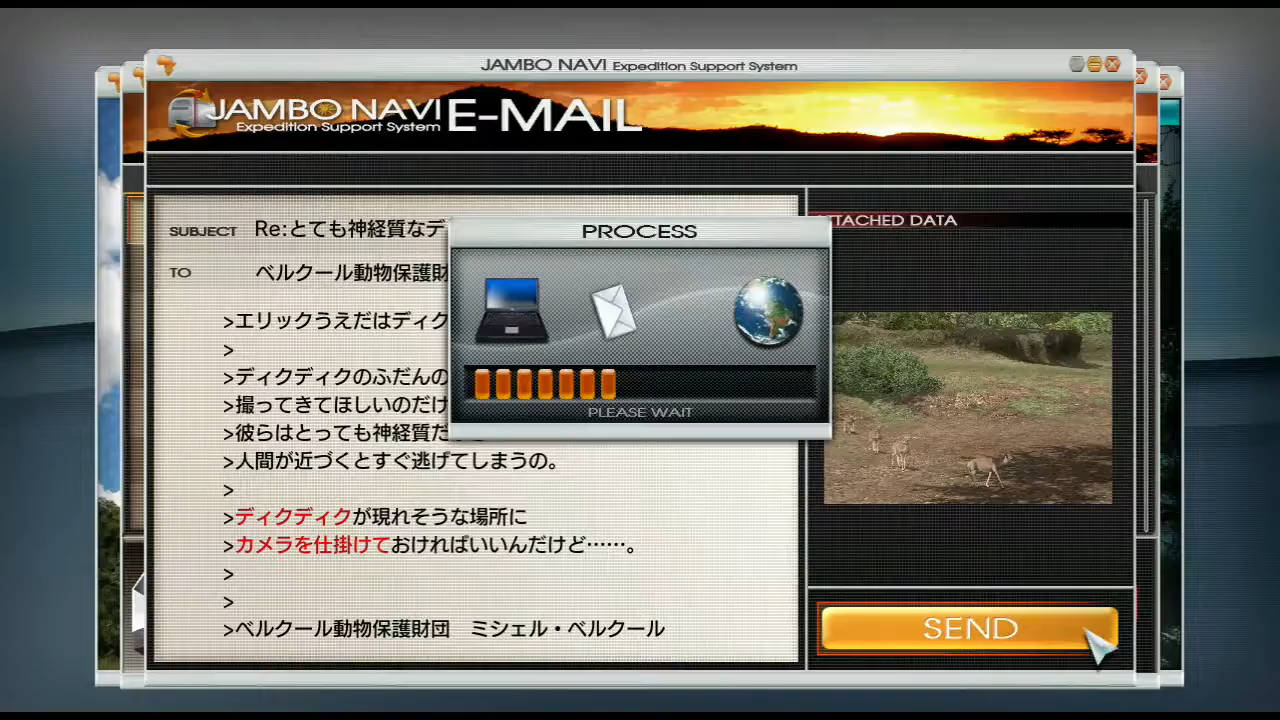 JAMBO NAVI Expedition Support System
JAMBO NAVI E-MAIL
Expedition Support System
SUBJECT Re:とても神経質なデ
TO ベルクール動物保護財
>エリックうえだはディク
>
>ディクディクのふだんの
>撮ってきてほしいのだけ
>彼らはとっても神経質だ
>人間が近づくとすぐ逃げてしまうの。
>
>ディクディクが現れそうな場所に
>カメラを仕掛けておければいいんだけど……。
>
>
>ベルクール動物保護財団 ミシェル・ベルクール
PROCESS
PLEASE WAIT
ATTACHED DATA
SEND